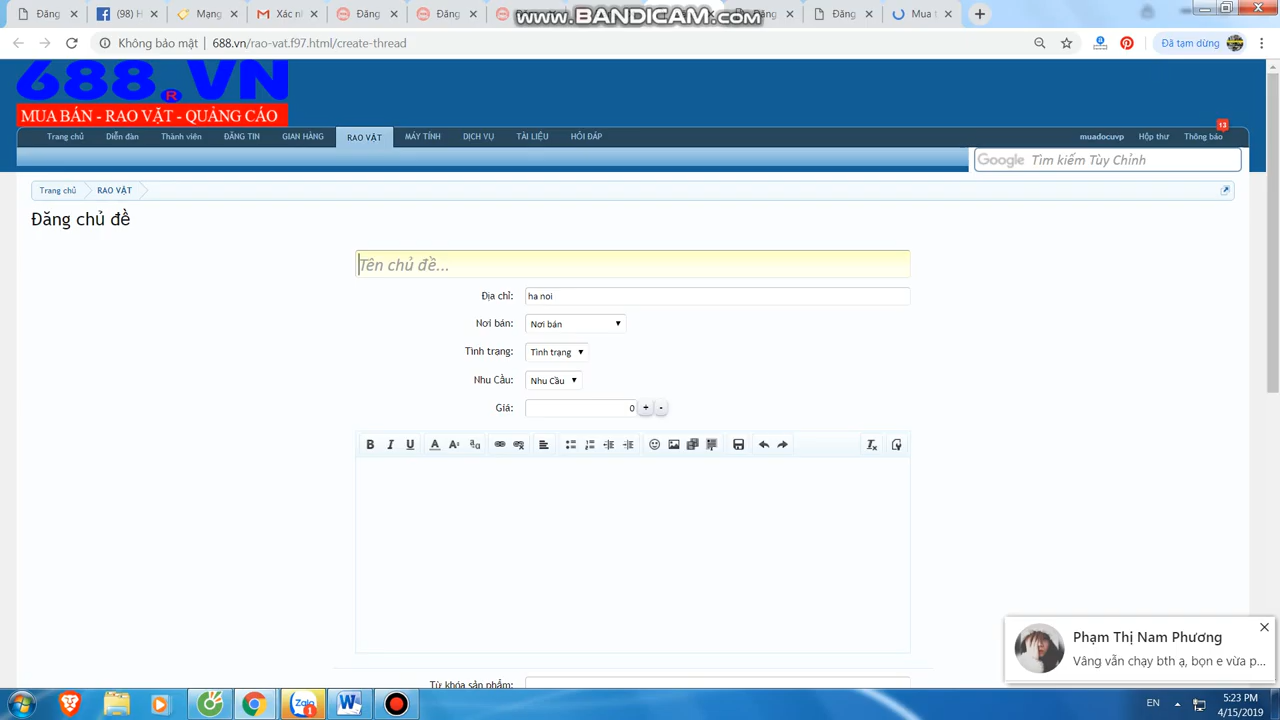 Đăng
(98) H
Mạng
Xác n
Đăng
Đăng
Đăng
Đăng
Đăng
Mua t
www.BANDICAM.com
Không bảo mật
688.vn/rao-vat.f97.html/create-thread
Đã tạm dừng
688.VN
R
MUA BÁN - RAO VẶT - QUẢNG CÁO
Trang chủ
Diễn đàn
Thành viên
ĐĂNG TIN
GIAN HÀNG
RAO VẶT
MÁY TÍNH
DỊCH VỤ
TÀI LIỆU
HỎI ĐÁP
muadocuvp
Hộp thư
Thông báo
13
Google Tìm kiếm Tùy Chỉnh
Trang chủ
RAO VẶT
Đăng chủ đề
Tên chủ đề...
Địa chỉ: ha noi
Nơi bán: Nơi bán
Tình trạng: Tình trạng
Nhu Cầu: Nhu Cầu
Giá: 0 + -
Từ khóa sản phẩm:
Phạm Thị Nam Phương
Vâng vẫn chạy bth ạ, bọn e vừa p...
Zalo
1
EN
5:23 PM
4/15/2019